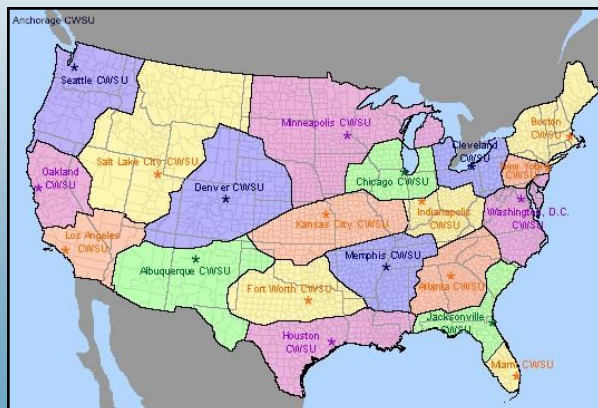 Anchorage CWSU
Seattle CWSU
Minneapolis CWSU
Boston
CWSU
Cleveland
CWSU
Salt Lake City CWSU
Oakland
CWSU
Chicago CWSU
New York
CWSU
Denver CWSU
Indianapolis
CWSU
Washington, D.C.
CWSU
Kansas City CWSU
Los Angeles
CWSU
Memphis CWSU
Albuquerque CWSU
Atlanta CWSU
Fort Worth CWSU
Jacksonville
CWSU
Houston
CWSU
Miami CWSU